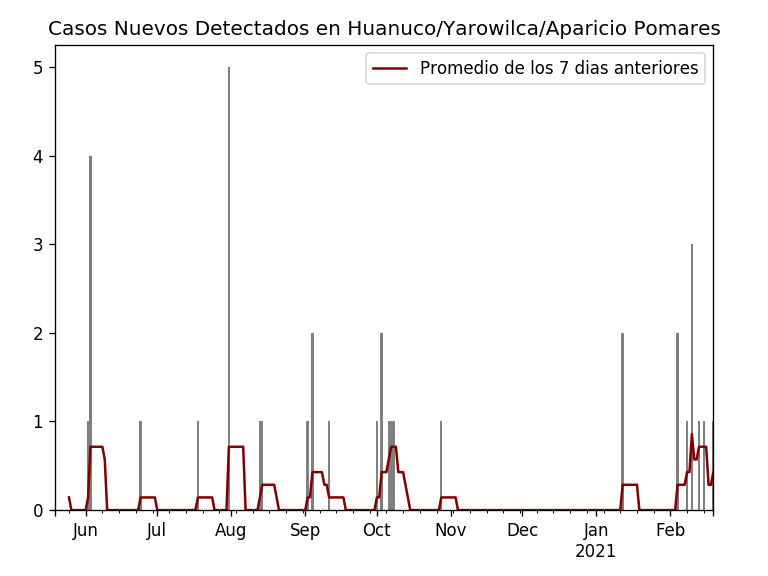 Casos Nuevos Detectados en Huanuco/Yarowilca/Aparicio Pomares
Promedio de los 7 dias anteriores
5
4
3
2
1
0
Jun Jul Aug Sep Oct Nov Dec Jan Feb
2021